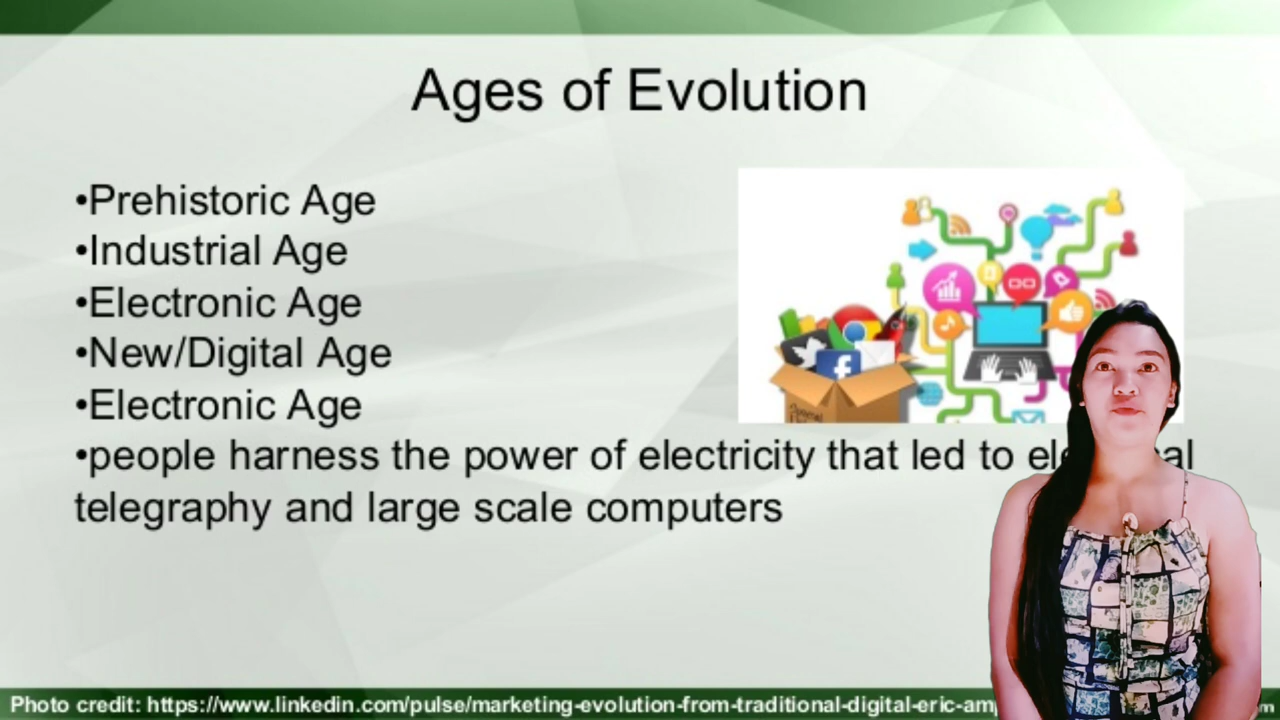 Ages of Evolution
•Prehistoric Age
•Industrial Age
•Electronic Age
•New/Digital Age
•Electronic Age
•people harness the power of electricity that led to
telegraphy and large scale computers
Photo credit: https://www.linkedin.com/pulse/marketing-evolution-from-traditional-digital-eric-am